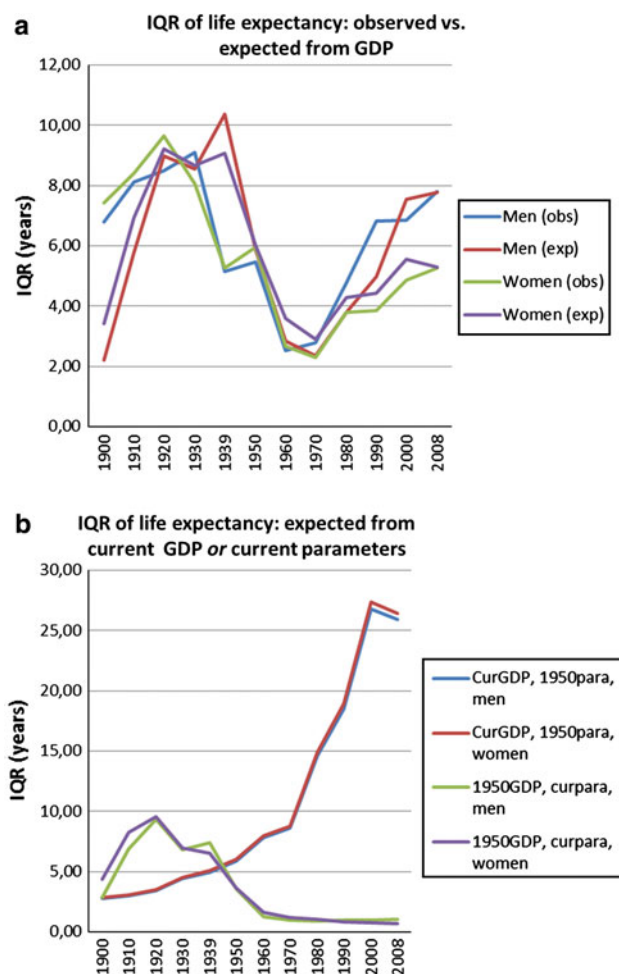 a
IQR of life expectancy: observed vs.
expected from GDP
12,00
10,00
8,00
6,00
4,00
2,00
0,00
IQR (years)
1900
1910
1920
1930
1939
1950
1960
1970
1980
1990
2000
2008
Men (obs)
Men (exp)
Women (obs)
Women (exp)
b
IQR of life expectancy: expected from
current GDP or current parameters
30,00
25,00
20,00
15,00
10,00
5,00
0,00
IQR (years)
1900
1910
1920
1930
1939
1950
1960
1970
1980
1990
2000
2008
CurGDP, 1950para,
men
CurGDP, 1950para,
women
1950GDP, curpara,
men
1950GDP, curpara,
women